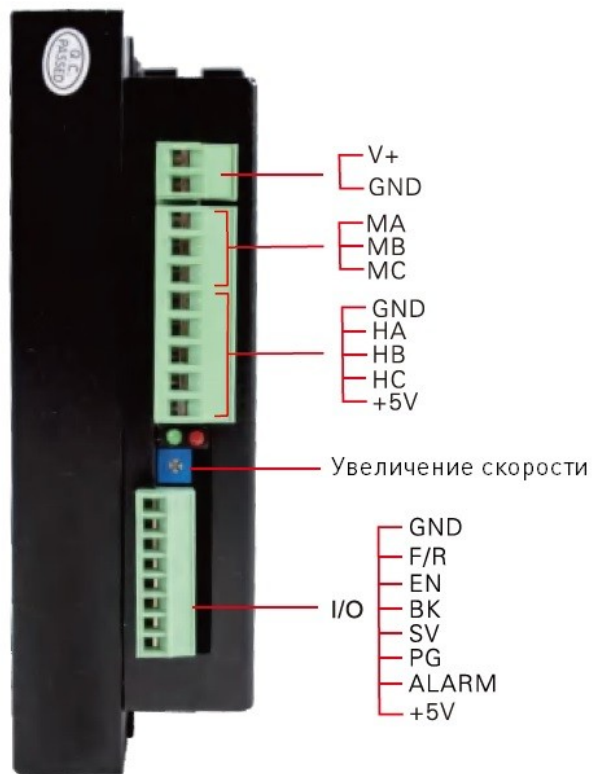 Q.C
PASSED
V+
GND
MA
MB
MC
GND
HA
HB
HC
+5V
Увеличение скорости
I/O
GND
F/R
EN
BK
SV
PG
ALARM
+5V